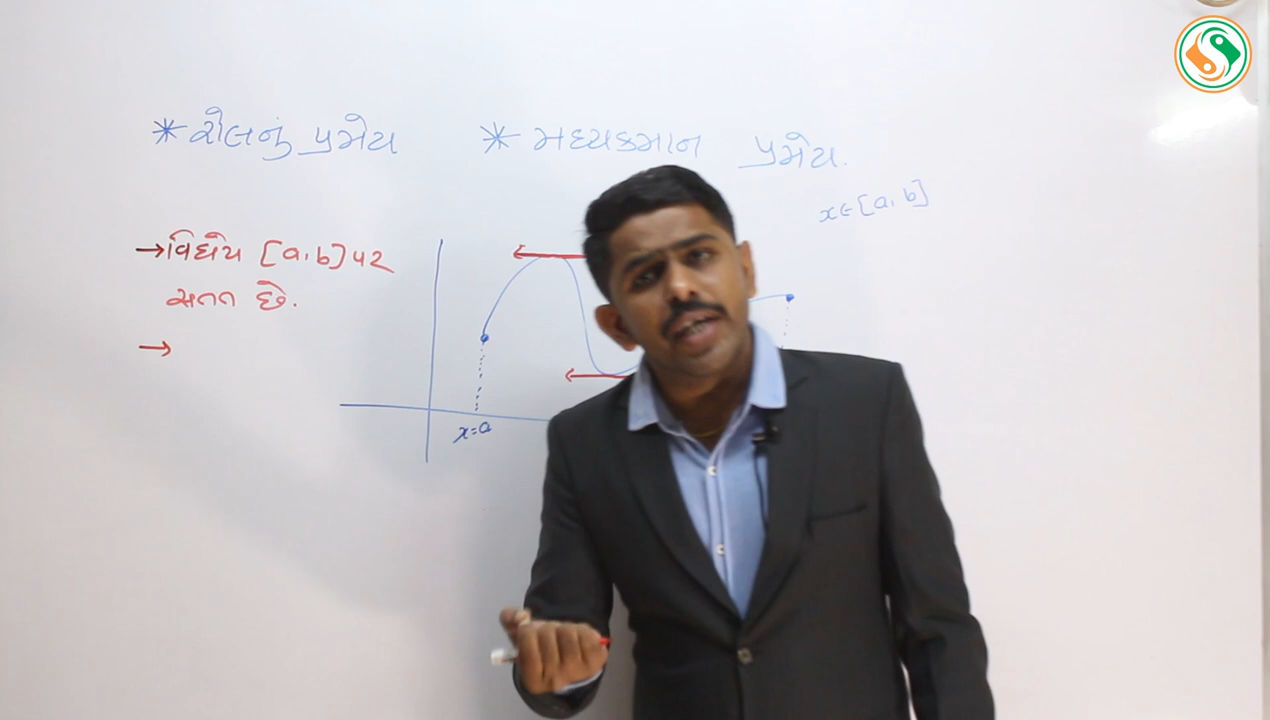 * રોલનું પ્રમેય
* મધ્યકમાન પ્રમેય.
x∈[a, b]
→વિધેય [a, b] પર
સતત છે.
→
x=a